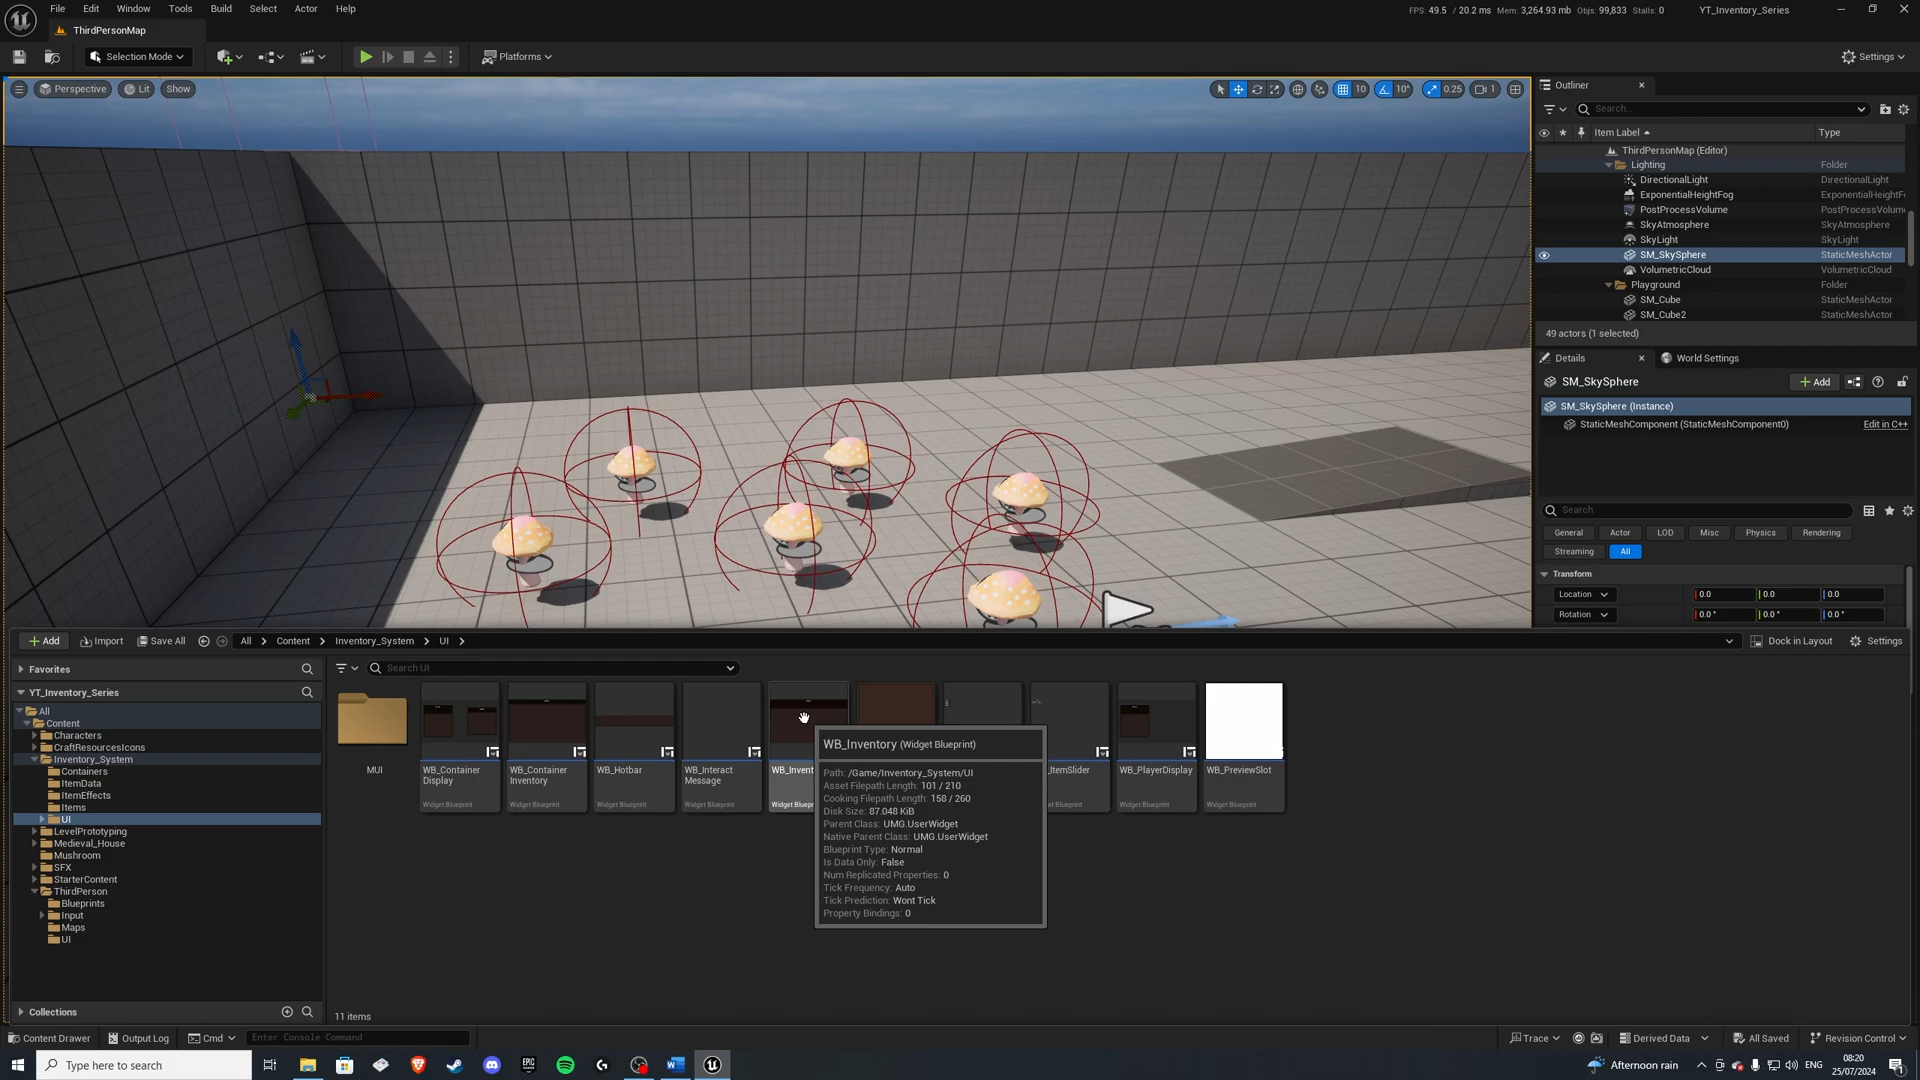 File Edit Window Tools Build Select Actor Help
FPS: 49.5 / 20.2 ms Mem: 3,264.93 mb Objs: 99,833 Stalls: 0
YT_Inventory_Series
ThirdPersonMap
Selection Mode
Platforms
Settings
Perspective Lit Show
10 10° 0.25 1
Outliner
Search...
Item Label Type
ThirdPersonMap (Editor)
Lighting Folder
DirectionalLight DirectionalLight
ExponentialHeightFog ExponentialHeightF
PostProcessVolume PostProcessVolum
SkyAtmosphere SkyAtmosphere
SkyLight SkyLight
SM_SkySphere StaticMeshActor
VolumetricCloud VolumetricCloud
Playground Folder
SM_Cube StaticMeshActor
SM_Cube2 StaticMeshActor
49 actors (1 selected)
Details World Settings
SM_SkySphere
Add
SM_SkySphere (Instance)
StaticMeshComponent (StaticMeshComponent0) Edit in C++
Search
General Actor LOD Misc Physics Rendering
Streaming All
Transform
Location 0.0 0.0 0.0
Rotation 0.0 ° 0.0 ° 0.0 °
Add Import Save All All Content Inventory_System UI
Dock in Layout Settings
Favorites
Search UI
YT_Inventory_Series
All
Content
Characters
CraftResourcesIcons
Inventory_System
Containers
ItemData
ItemEffects
Items
UI
LevelPrototyping
Medieval_House
Mushroom
SFX
StarterContent
ThirdPerson
Blueprints
Input
Maps
UI
Collections
MUI
WB_Container
Display
Widget Blueprint
WB_Container
Inventory
Widget Blueprint
WB_Hotbar
Widget Blueprint
WB_Interact
Message
Widget Blueprint
WB_Invent
Widget Bluepr
_ItemSlider
Blueprint
WB_PlayerDisplay
Widget Blueprint
WB_PreviewSlot
Widget Blueprint
WB_Inventory (Widget Blueprint)
Path: /Game/Inventory_System/UI
Asset Filepath Length: 101 / 210
Cooking Filepath Length: 158 / 260
Disk Size: 87.048 KiB
Parent Class: UMG.UserWidget
Native Parent Class: UMG.UserWidget
Blueprint Type: Normal
Is Data Only: False
Num Replicated Properties: 0
Tick Frequency: Auto
Tick Prediction: Wont Tick
Property Bindings: 0
11 items
Content Drawer Output Log Cmd Enter Console Command
Trace Derived Data All Saved Revision Control
Type here to search
Afternoon rain
ENG
08:20
25/07/2024